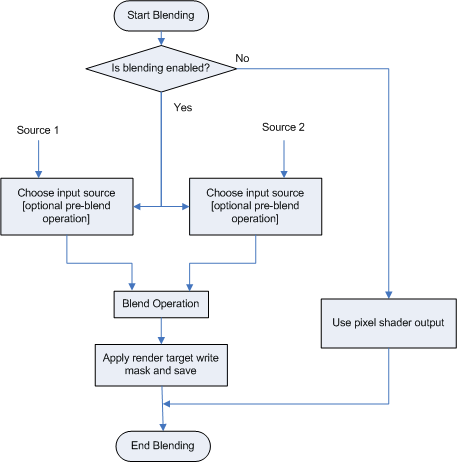 Start Blending
Is blending enabled?
No
Yes
Source 1
Source 2
Choose input source
[optional pre-blend
operation]
Choose input source
[optional pre-blend
operation]
Blend Operation
Use pixel shader output
Apply render target write
mask and save
End Blending